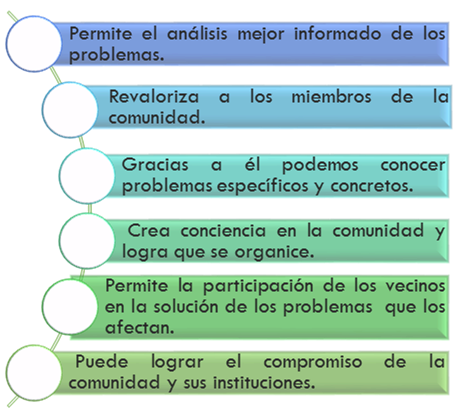 Permite el análisis mejor informado de los
problemas.
Revaloriza a los miembros de la
comunidad.
Gracias a él podemos conocer
problemas específicos y concretos.
Crea conciencia en la comunidad y
logra que se organice.
Permite la participación de los vecinos
en la solución de los problemas que los
afectan.
Puede lograr el compromiso de la
comunidad y sus instituciones.